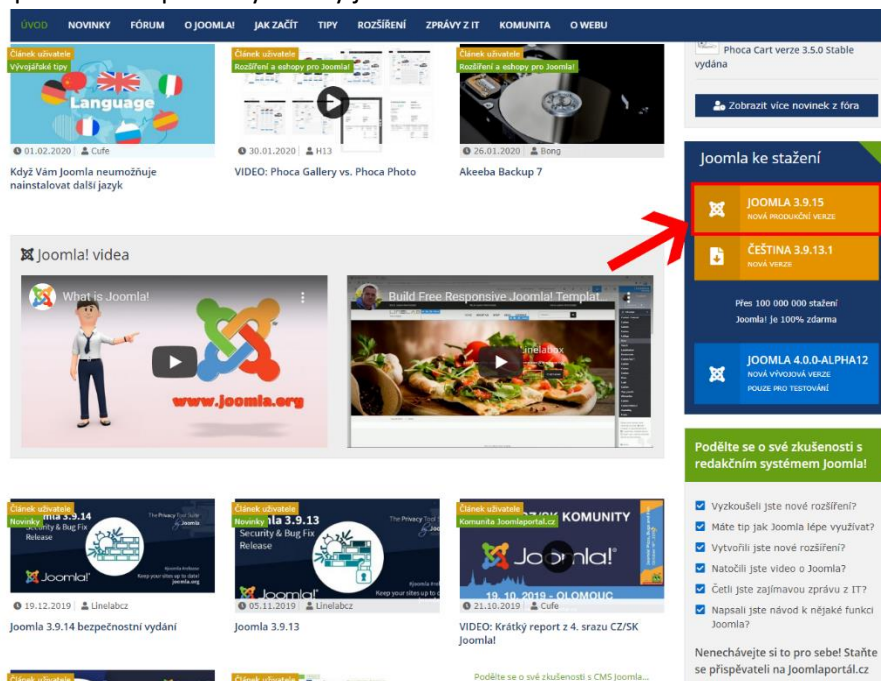 ÚVOD NOVINKY FÓRUM O JOOMLA! JAK ZAČÍT TIPY ROZŠÍŘENÍ ZPRÁVY Z IT KOMUNITA O WEBU
Článek uživatele
Vývojářské tipy
Language
01.02.2020 Cufe
Když Vám Joomla neumožňuje
nainstalovat další jazyk
Článek uživatele
Rozšíření a eshopy pro Joomla!
30.01.2020 H13
VIDEO: Phoca Gallery vs. Phoca Photo
Článek uživatele
Rozšíření a eshopy pro Joomla!
26.01.2020 Bong
Akeeba Backup 7
Phoca Cart verze 3.5.0 Stable
vydána
Zobrazit více novinek z fóra
Joomla ke stažení
JOOMLA 3.9.15
NOVÁ PRODUKČNÍ VERZE
ČEŠTINA 3.9.13.1
NOVÁ VERZE
Přes 100 000 000 stažení
Joomla! je 100% zdarma
JOOMLA 4.0.0-ALPHA12
NOVÁ VÝVOJOVÁ VERZE
POUZE PRO TESTOVÁNÍ
Joomla! videa
What is Joomla!
www.joomla.org
Build Free Responsive Joomla! Templat
Podělte se o své zkušenosti s
redakčním systémem Joomla!
Vyzkoušeli jste nové rozšíření?
Máte tip jak Joomla lépe využívat?
Vytvořili jste nové rozšíření?
Natočili jste video o Joomla?
Četli jste zajímavou zprávu z IT?
Napsali jste návod k nějaké funkci
Joomla?
Nenechávejte si to pro sebe! Staňte
se přispěvateli na Joomlaportál.cz
Článek uživatele
Novinky
3.9.14
Security & Bug Fix
Release
Joomla!
Keep your sites up to date!
joomla.org
19.12.2019 Linelabcz
Joomla 3.9.14 bezpečnostní vydání
Článek uživatele
Novinky
3.9.13
Security & Bug Fix
Release
Joomla!
05.11.2019 Linelabcz
Joomla 3.9.13
Článek uživatele
Komunita Joomlaportal.cz
KOMUNITY
Joomla!
19. 10. 2019 - OLOMOUC
21.10.2019 Cufe
VIDEO: Krátký report z 4. srazu CZ/SK
Joomla!
Článek uživatele
Článek uživatele
Podělte se o své zkušenosti s CMS Joomla...